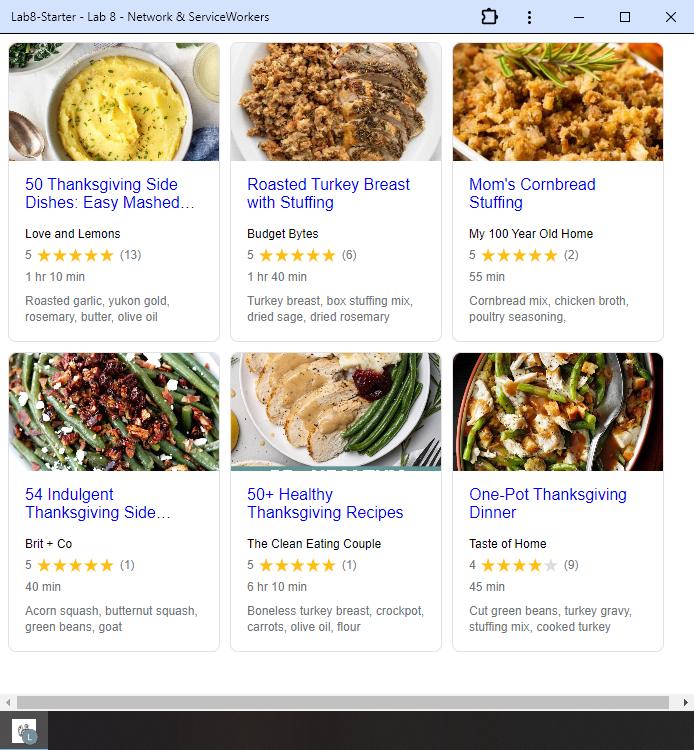 Lab8-Starter - Lab 8 - Network & ServiceWorkers
50 Thanksgiving Side
Dishes: Easy Mashed…
Love and Lemons
5 (13)
1 hr 10 min
Roasted garlic, yukon gold,
rosemary, butter, olive oil
Roasted Turkey Breast
with Stuffing
Budget Bytes
5 (6)
1 hr 40 min
Turkey breast, box stuffing mix,
dried sage, dried rosemary
Mom's Cornbread
Stuffing
My 100 Year Old Home
5 (2)
55 min
Cornbread mix, chicken broth,
poultry seasoning,
54 Indulgent
Thanksgiving Side…
Brit + Co
5 (1)
40 min
Acorn squash, butternut squash,
green beans, goat
50+ Healthy
Thanksgiving Recipes
The Clean Eating Couple
5 (1)
6 hr 10 min
Boneless turkey breast, crockpot,
carrots, olive oil, flour
One-Pot Thanksgiving
Dinner
Taste of Home
4 (9)
45 min
Cut green beans, turkey gravy,
stuffing mix, cooked turkey
L